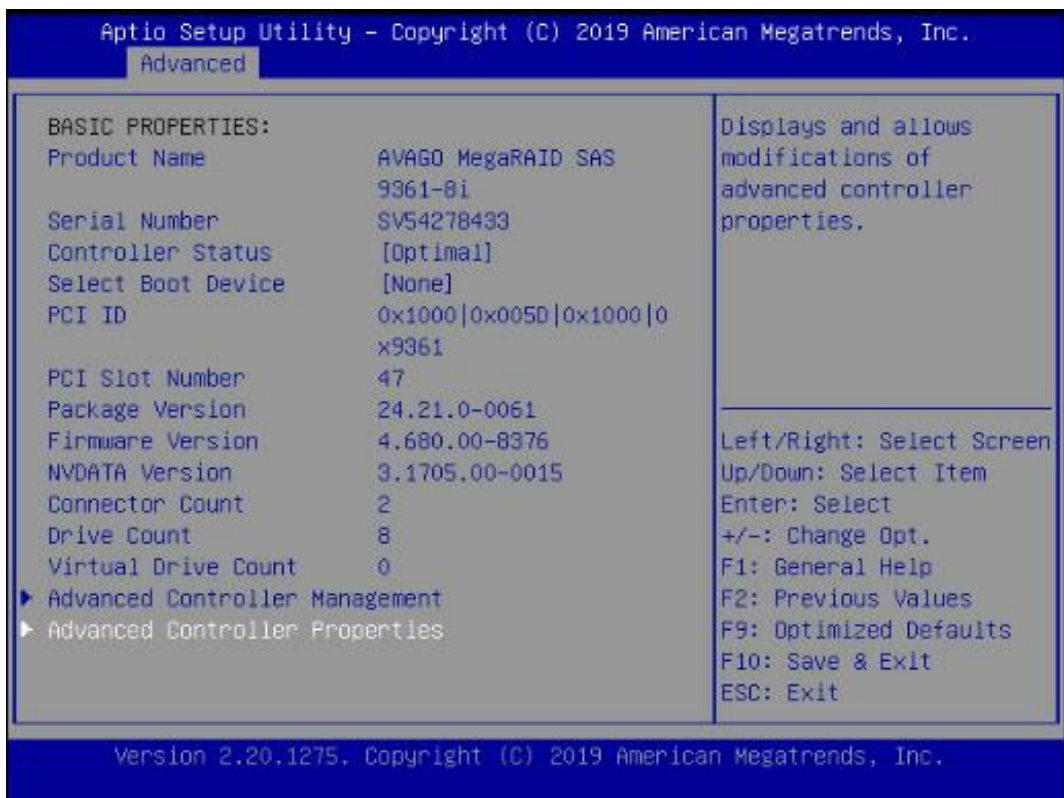 Aptio Setup Utility – Copyright (C) 2019 American Megatrends, Inc.
Advanced
BASIC PROPERTIES:
Product Name AVAGO MegaRAID SAS
9361-8i
Serial Number SV54278433
Controller Status [Optimal]
Select Boot Device [None]
PCI ID 0x1000|0x005D|0x1000|0
x9361
PCI Slot Number 47
Package Version 24.21.0-0061
Firmware Version 4.680.00-8376
NVDATA Version 3.1705.00-0015
Connector Count 2
Drive Count 8
Virtual Drive Count 0
Advanced Controller Management
Advanced Controller Properties
Displays and allows
modifications of
advanced controller
properties.
Left/Right: Select Screen
Up/Down: Select Item
Enter: Select
+/-: Change Opt.
F1: General Help
F2: Previous Values
F9: Optimized Defaults
F10: Save & Exit
ESC: Exit
Version 2.20.1275. Copyright (C) 2019 American Megatrends, Inc.